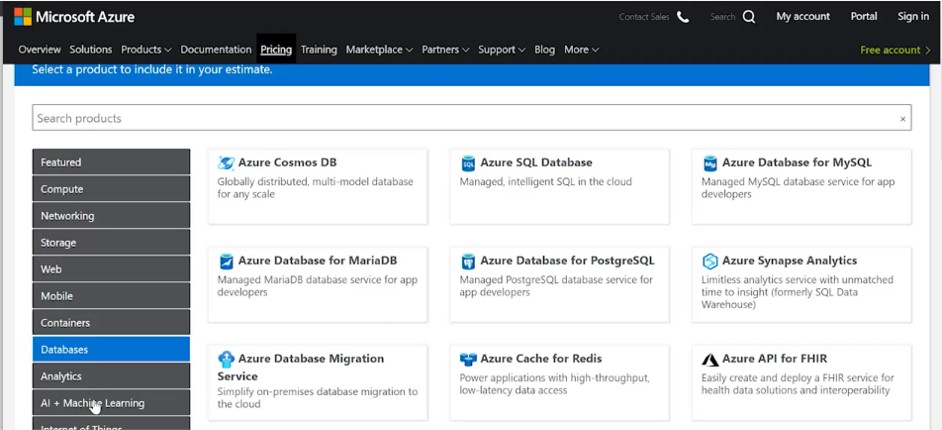 Microsoft Azure
Contact Sales Search My account Portal Sign in
Overview Solutions Products Documentation Pricing Training Marketplace Partners Support Blog More Free account >
Select a product to include it in your estimate.
Search products ×
Featured
Compute
Networking
Storage
Web
Mobile
Containers
Databases
Analytics
AI + Machine Learning
Internet of Things
Azure Cosmos DB
Globally distributed, multi-model database
for any scale
SQL
Azure SQL Database
Managed, intelligent SQL in the cloud
My
Azure Database for MySQL
Managed MySQL database service for app
developers
Azure Database for MariaDB
Managed MariaDB database service for app
developers
Azure Database for PostgreSQL
Managed PostgreSQL database service for
app developers
Azure Synapse Analytics
Limitless analytics service with unmatched
time to insight (formerly SQL Data
Warehouse)
Azure Database Migration
Service
Simplify on-premises database migration to
the cloud
Azure Cache for Redis
Power applications with high-throughput,
low-latency data access
Azure API for FHIR
Easily create and deploy a FHIR service for
health data solutions and interoperability